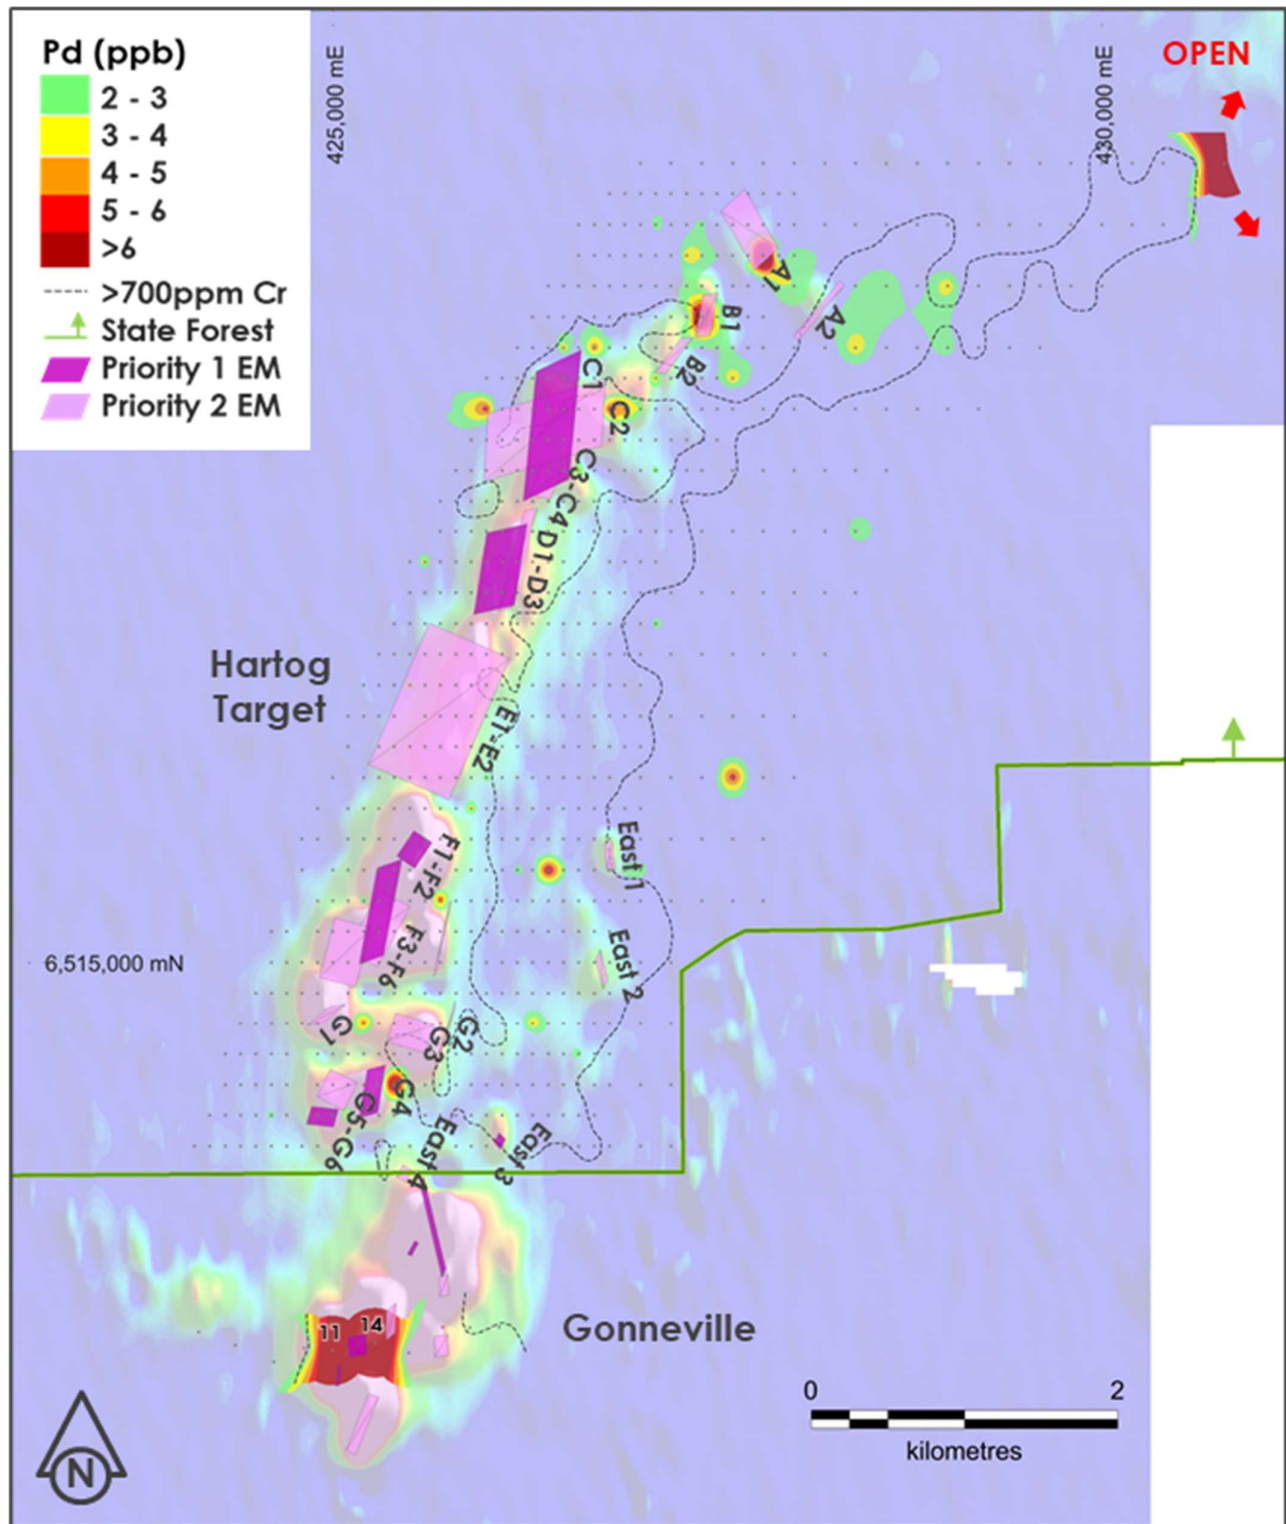 Pd (ppb)
2 - 3
3 - 4
4 - 5
5 - 6
>6
>700ppm Cr
State Forest
Priority 1 EM
Priority 2 EM
425,000 mE
430,000 mE
OPEN
A1
A2
B1
B2
C1
C2
C3-C4
D1-D3
Hartog
Target
E1-E2
F1-F2
East 1
F3-F6
East 2
6,515,000 mN
G1
G2
G3
G4
G5-G6
East 4
East 3
Gonneville
11
14
0
2
kilometres
N